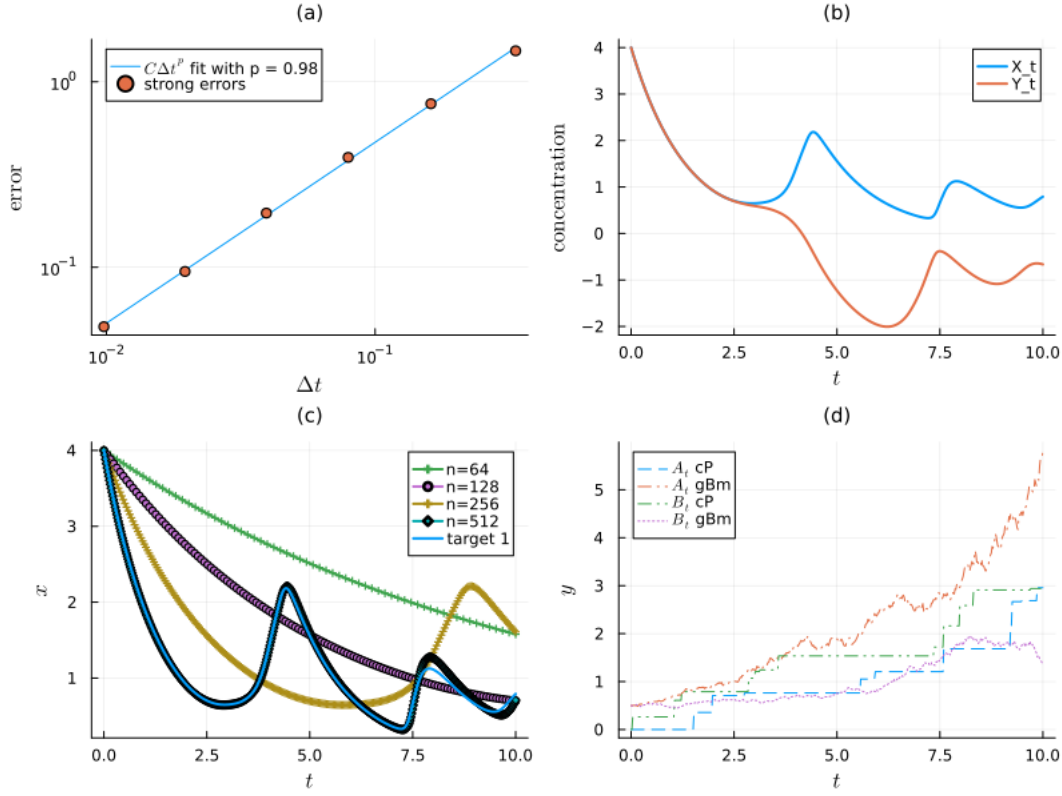 (a)
error
10^0
10^{-1}
CΔt^p fit with p = 0.98
strong errors
10^{-2}
10^{-1}
Δt
(b)
concentration
4
3
2
1
0
−1
−2
X_t
Y_t
0.0
2.5
5.0
7.5
10.0
t
(c)
x
4
3
2
1
n=64
n=128
n=256
n=512
target 1
0.0
2.5
5.0
7.5
10.0
t
(d)
y
5
4
3
2
1
0
A_t cP
A_t gBm
B_t cP
B_t gBm
0.0
2.5
5.0
7.5
10.0
t